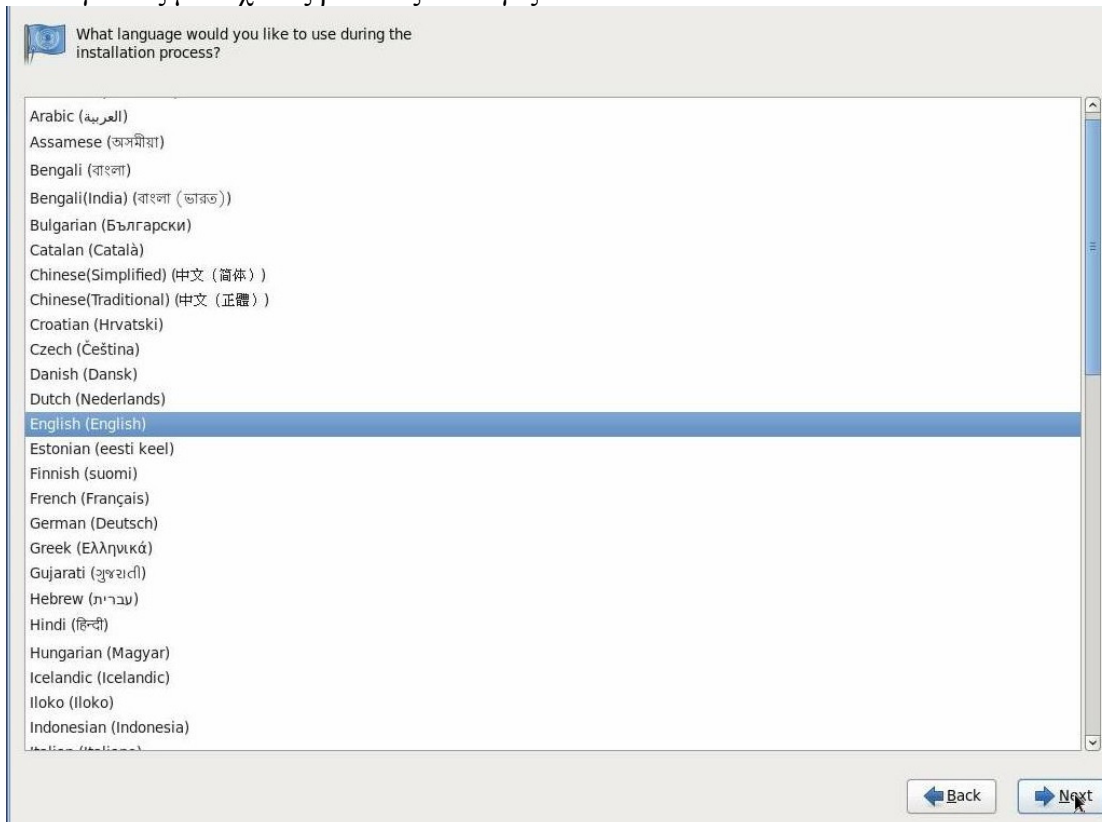 What language would you like to use during the
installation process?
Arabic (العربية)
Assamese (অসমীয়া)
Bengali (বাংলা)
Bengali(India) (বাংলা (ভারত))
Bulgarian (Български)
Catalan (Català)
Chinese(Simplified) (中文（简体）)
Chinese(Traditional) (中文（正體）)
Croatian (Hrvatski)
Czech (Čeština)
Danish (Dansk)
Dutch (Nederlands)
English (English)
Estonian (eesti keel)
Finnish (suomi)
French (Français)
German (Deutsch)
Greek (Ελληνικά)
Gujarati (ગુજરાતી)
Hebrew (עברית)
Hindi (हिन्दी)
Hungarian (Magyar)
Icelandic (Icelandic)
Iloko (Iloko)
Indonesian (Indonesia)
Back
Next